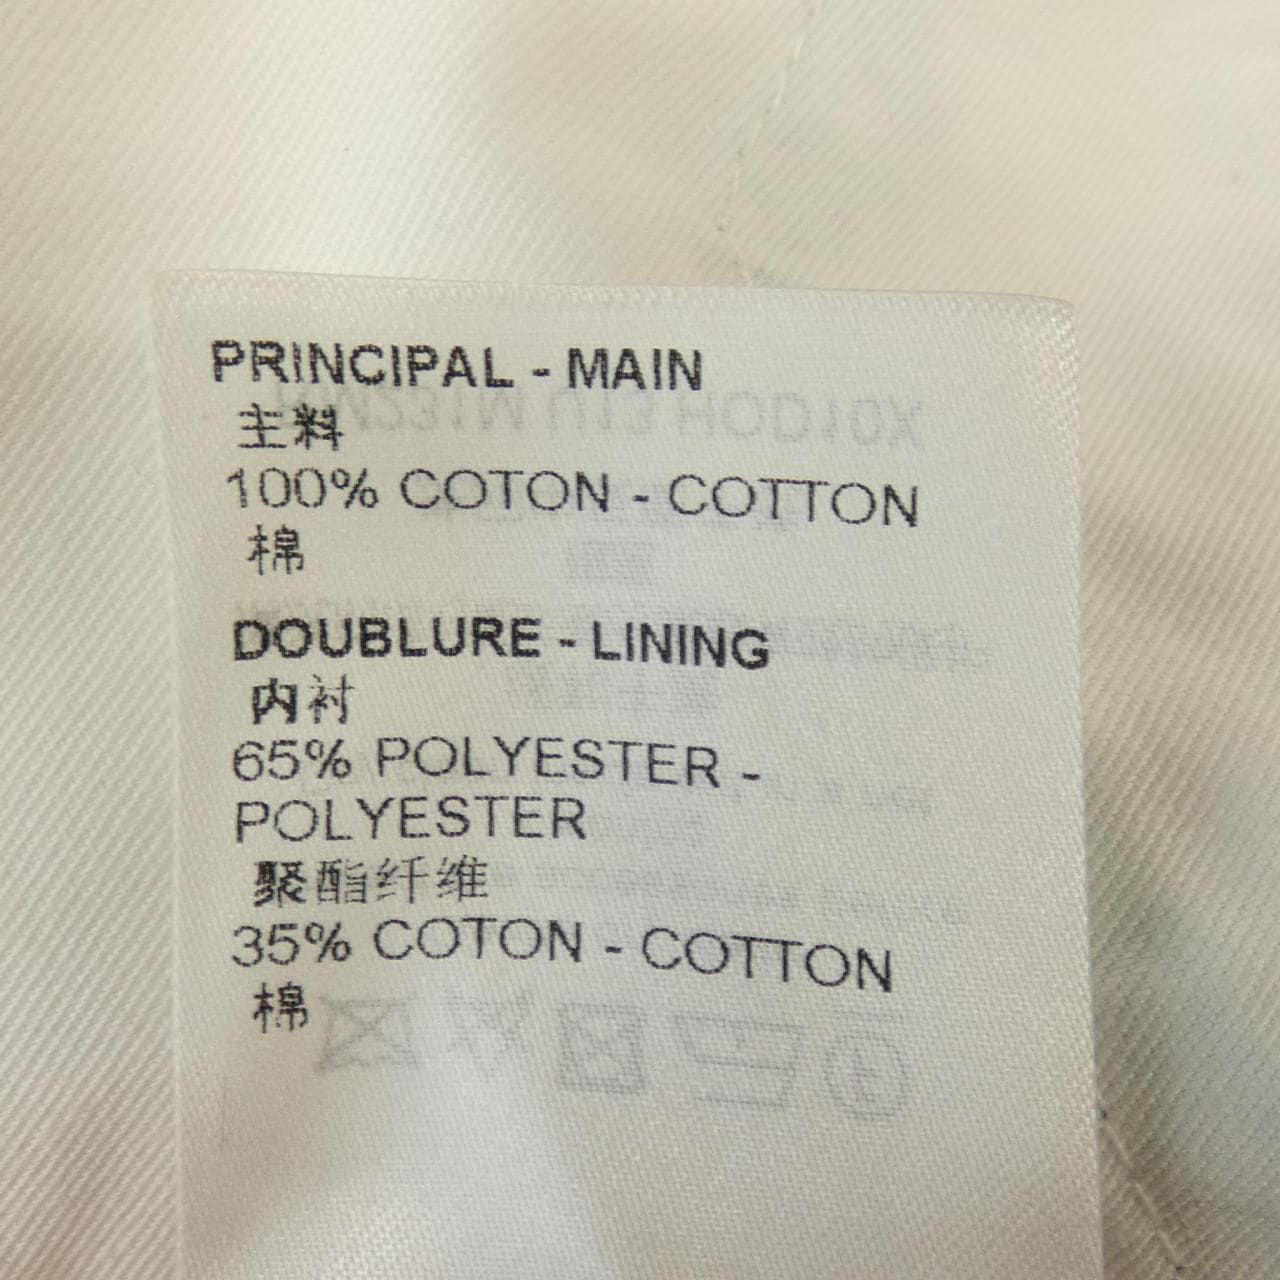 PRINCIPAL - MAIN
主料
100% COTON - COTTON
棉
DOUBLURE - LINING
内衬
65% POLYESTER -
POLYESTER
聚酯纤维
35% COTON - COTTON
棉